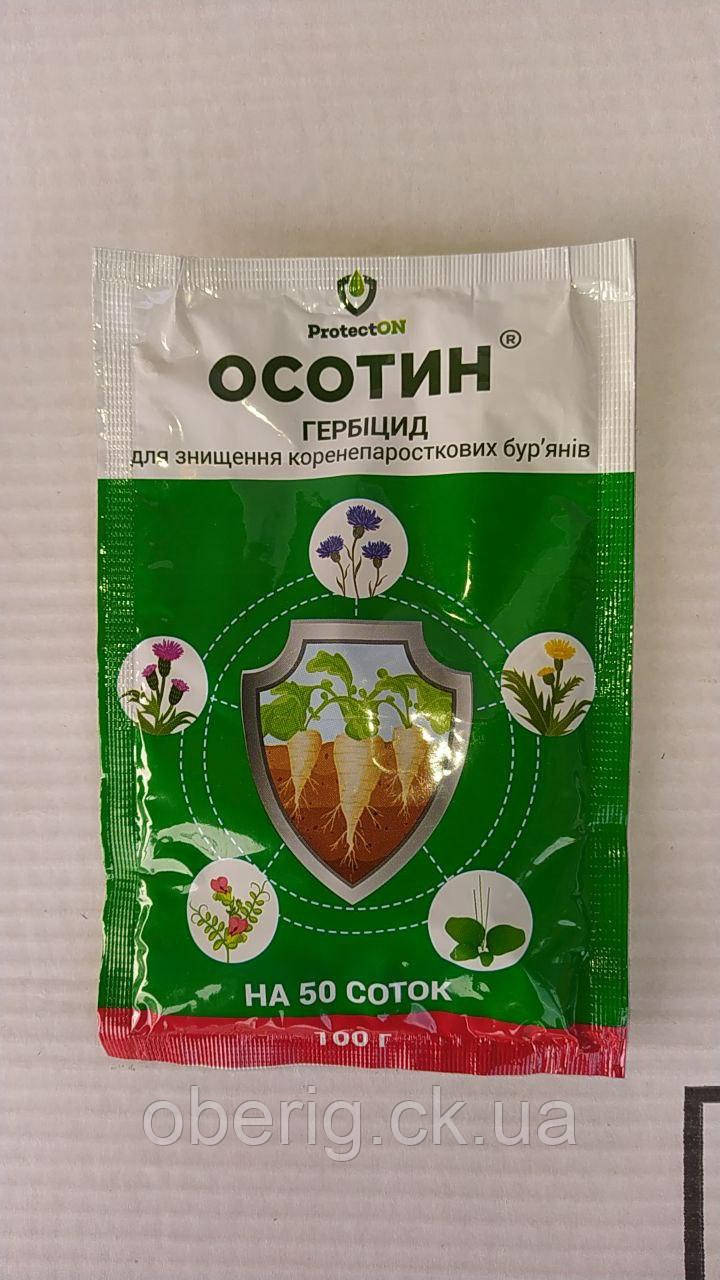 ProtectON
ОСОТИН®
ГЕРБІЦИД
для знищення коренепаросткових бур'янів
НА 50 СОТОК
100 г
oberig.ck.ua